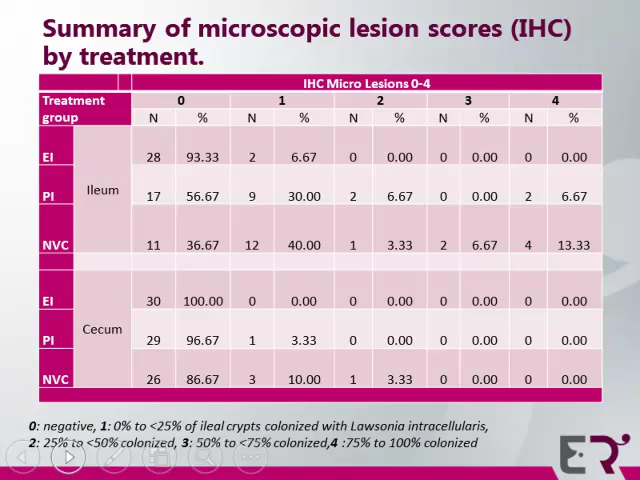 Summary of microscopic lesion scores (IHC)
by treatment.
IHC Micro Lesions 0-4
Treatment group 0 1 2 3 4
N % N % N % N % N %
EI Ileum 28 93.33 2 6.67 0 0.00 0 0.00 0 0.00
PI 17 56.67 9 30.00 2 6.67 0 0.00 2 6.67
NVC 11 36.67 12 40.00 1 3.33 2 6.67 4 13.33
EI Cecum 30 100.00 0 0.00 0 0.00 0 0.00 0 0.00
PI 29 96.67 1 3.33 0 0.00 0 0.00 0 0.00
NVC 26 86.67 3 10.00 1 3.33 0 0.00 0 0.00
0: negative, 1: 0% to <25% of ileal crypts colonized with Lawsonia intracellularis,
2: 25% to <50% colonized, 3: 50% to <75% colonized,4 :75% to 100% colonized
ER